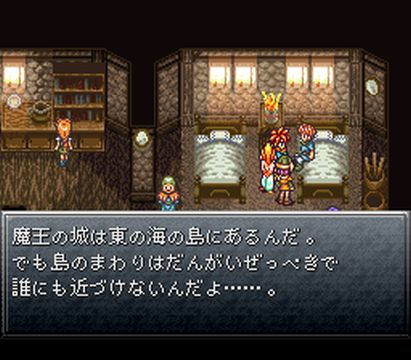 魔王の城は東の海の島にあるんだ。
でも島のまわりはだんがいぜっぺきで
誰にも近づけないんだよ……。